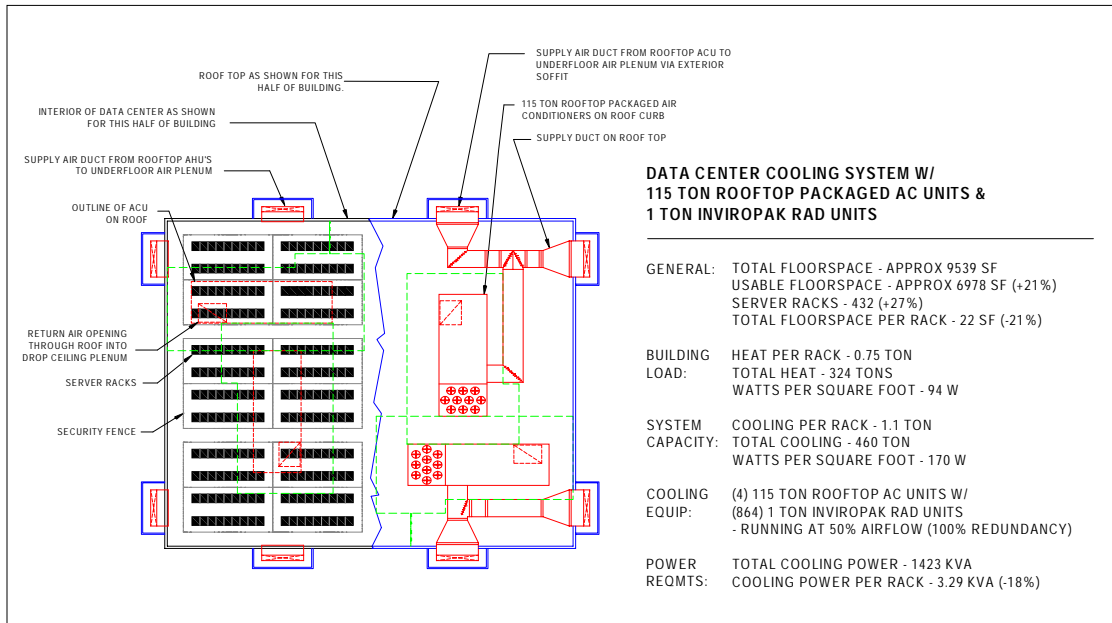 SUPPLY AIR DUCT FROM ROOFTOP ACU TO
UNDERFLOOR AIR PLENUM VIA EXTERIOR
SOFFIT
ROOF TOP AS SHOWN FOR THIS
HALF OF BUILDING.
115 TON ROOFTOP PACKAGED AIR
CONDITIONERS ON ROOF CURB
INTERIOR OF DATA CENTER AS SHOWN
FOR THIS HALF OF BUILDING
SUPPLY DUCT ON ROOF TOP
SUPPLY AIR DUCT FROM ROOFTOP AHU'S
TO UNDERFLOOR AIR PLENUM
OUTLINE OF ACU
ON ROOF
RETURN AIR OPENING
THROUGH ROOF INTO
DROP CEILING PLENUM
SERVER RACKS
SECURITY FENCE
DATA CENTER COOLING SYSTEM W/
115 TON ROOFTOP PACKAGED AC UNITS &
1 TON INVIROPAK RAD UNITS
GENERAL: TOTAL FLOORSPACE - APPROX 9539 SF
USABLE FLOORSPACE - APPROX 6978 SF (+21%)
SERVER RACKS - 432 (+27%)
TOTAL FLOORSPACE PER RACK - 22 SF (-21%)
BUILDING HEAT PER RACK - 0.75 TON
LOAD: TOTAL HEAT - 324 TONS
WATTS PER SQUARE FOOT - 94 W
SYSTEM COOLING PER RACK - 1.1 TON
CAPACITY: TOTAL COOLING - 460 TON
WATTS PER SQUARE FOOT - 170 W
COOLING (4) 115 TON ROOFTOP AC UNITS W/
EQUIP: (864) 1 TON INVIROPAK RAD UNITS
- RUNNING AT 50% AIRFLOW (100% REDUNDANCY)
POWER TOTAL COOLING POWER - 1423 KVA
REQMTS: COOLING POWER PER RACK - 3.29 KVA (-18%)